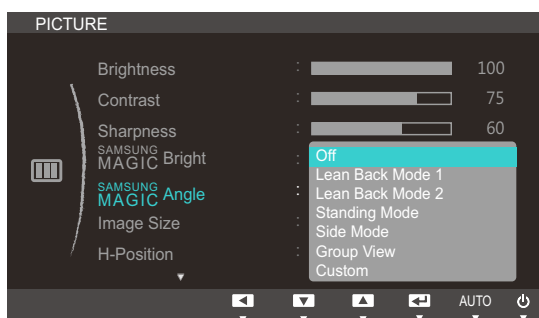 PICTURE
Brightness : 100
Contrast : 75
Sharpness : 60
SAMSUNG MAGIC Bright :
SAMSUNG MAGIC Angle :
Image Size :
H-Position :
Off
Lean Back Mode 1
Lean Back Mode 2
Standing Mode
Side Mode
Group View
Custom
AUTO